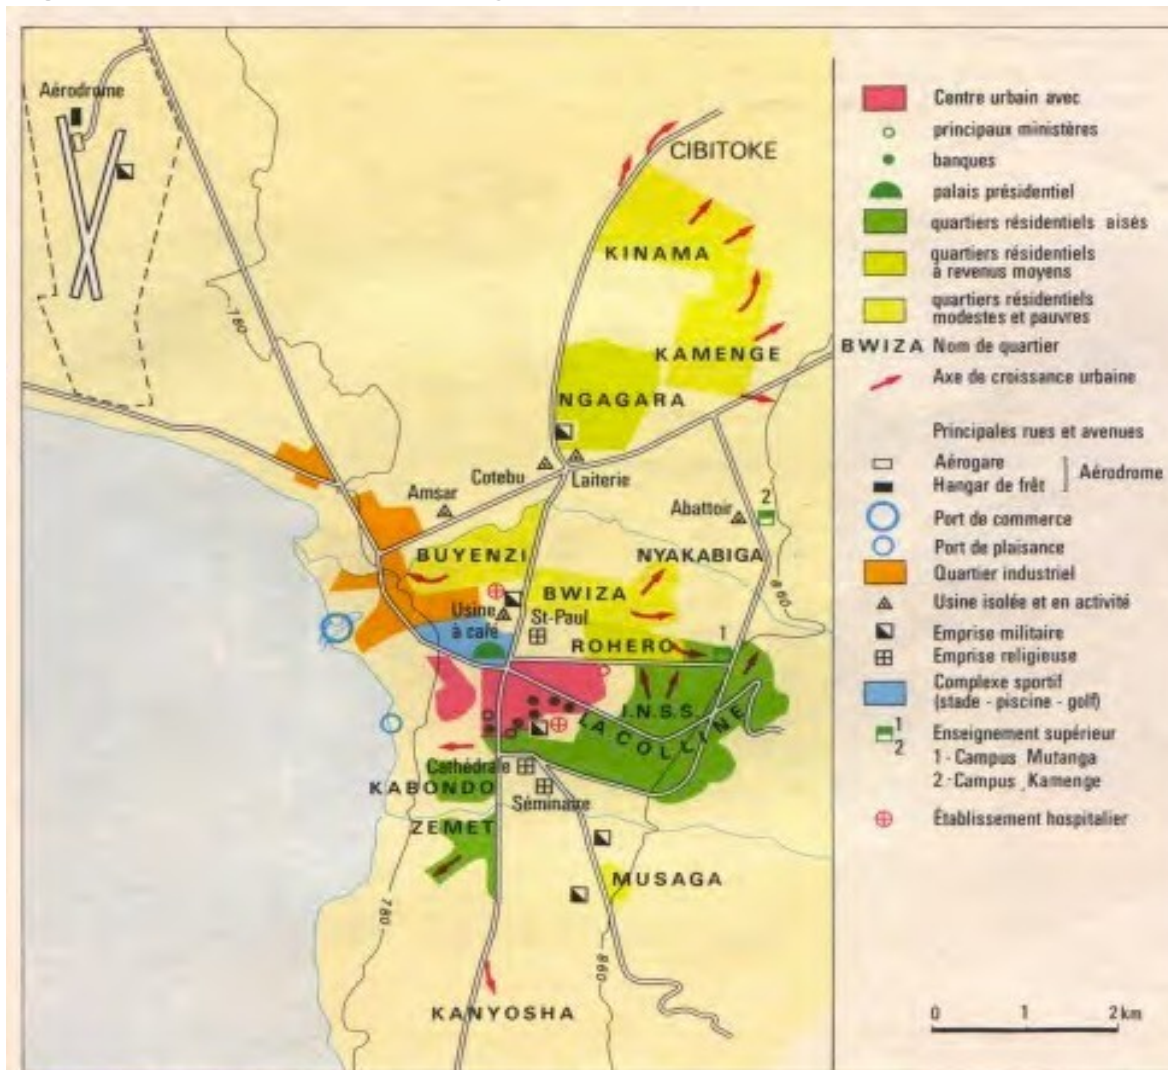 Aérodrome
CIBITOKE
KINAMA
780
KAMENGE
NGAGARA
Cotebu
Laiterie
Amsar
Abattoir
2
BUYENZI
NYAKABIGA
BWIZA
860
Usine
à café
St-Paul
ROHERO
1
I.N.S.S.
LA COLLINE
Cathédrale
KABONDO
Séminaire
ZEMET
MUSAGA
780
860
KANYOSHA
Centre urbain avec
principaux ministères
banques
palais présidentiel
quartiers résidentiels aisés
quartiers résidentiels
à revenus moyens
quartiers résidentiels
modestes et pauvres
BWIZA Nom de quartier
Axe de croissance urbaine
Principales rues et avenues
Aérogare
Hangar de frêt
Aérodrome
Port de commerce
Port de plaisance
Quartier industriel
Usine isolée et en activité
Emprise militaire
Emprise religieuse
Complexe sportif
(stade - piscine - golf)
1
2
Enseignement supérieur
1 - Campus Mutanga
2 - Campus Kamenge
Établissement hospitalier
0 1 2 km